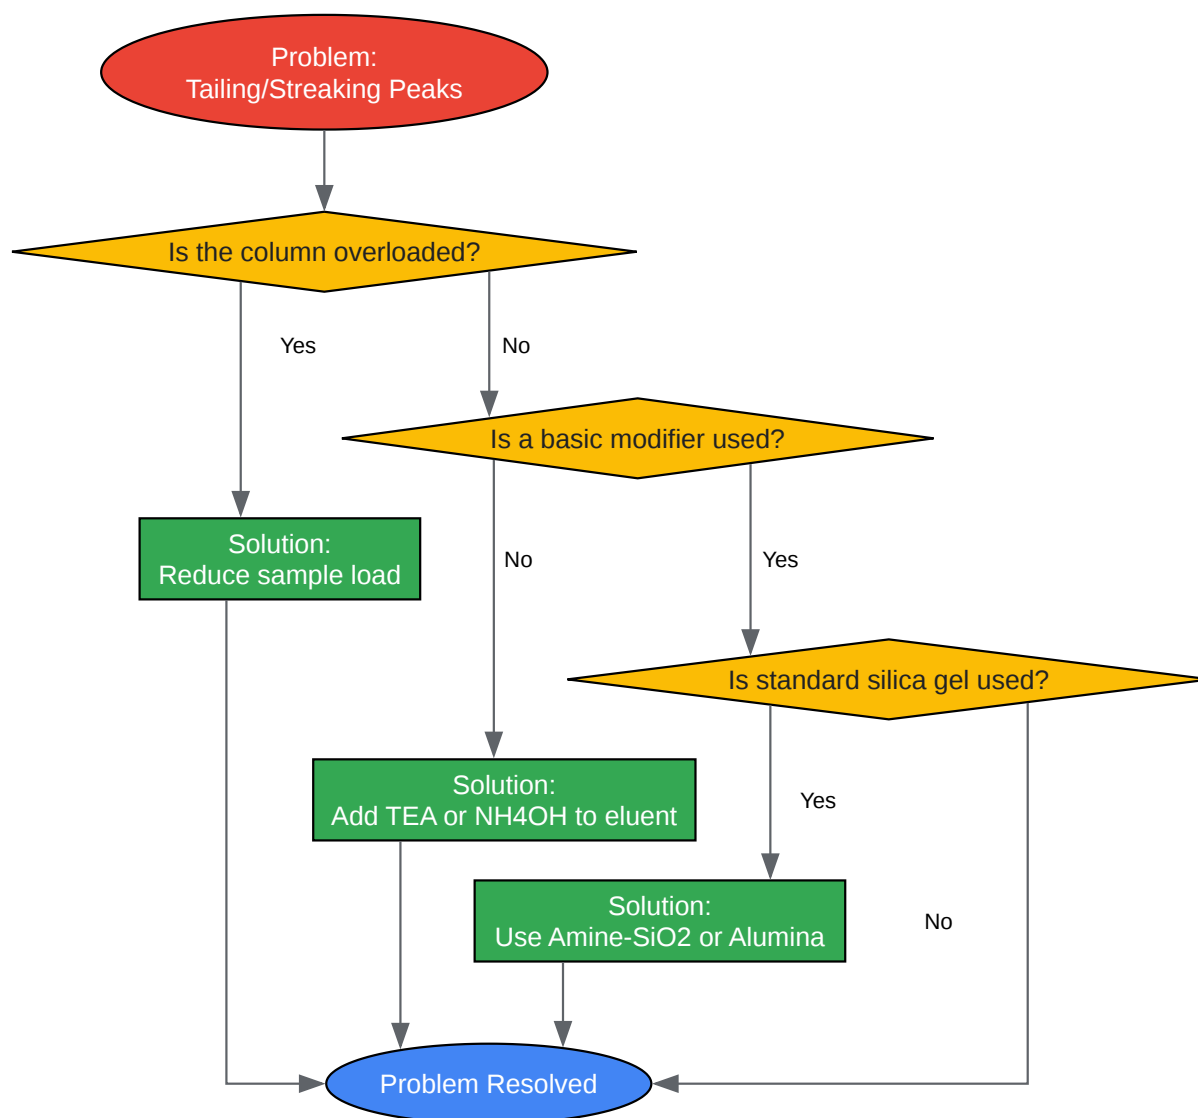 Problem:
Tailing/Streaking Peaks
Is the column overloaded?
Yes
No
Is a basic modifier used?
Solution:
Reduce sample load
No
Yes
Is standard silica gel used?
Solution:
Add TEA or NH4OH to eluent
Yes
Solution:
Use Amine-SiO2 or Alumina
No
Problem Resolved